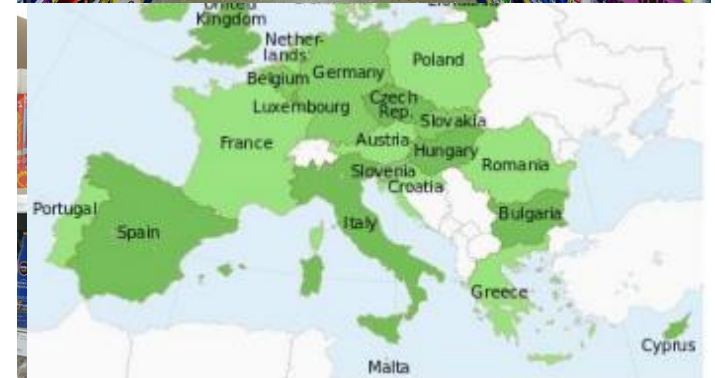 United
Kingdom
Nether-
lands
Poland
Belgium
Germany
Luxembourg
Czech
Rep.
Slovakia
France
Austria
Hungary
Slovenia
Romania
Croatia
Portugal
Spain
Italy
Bulgaria
Greece
Cyprus
Malta